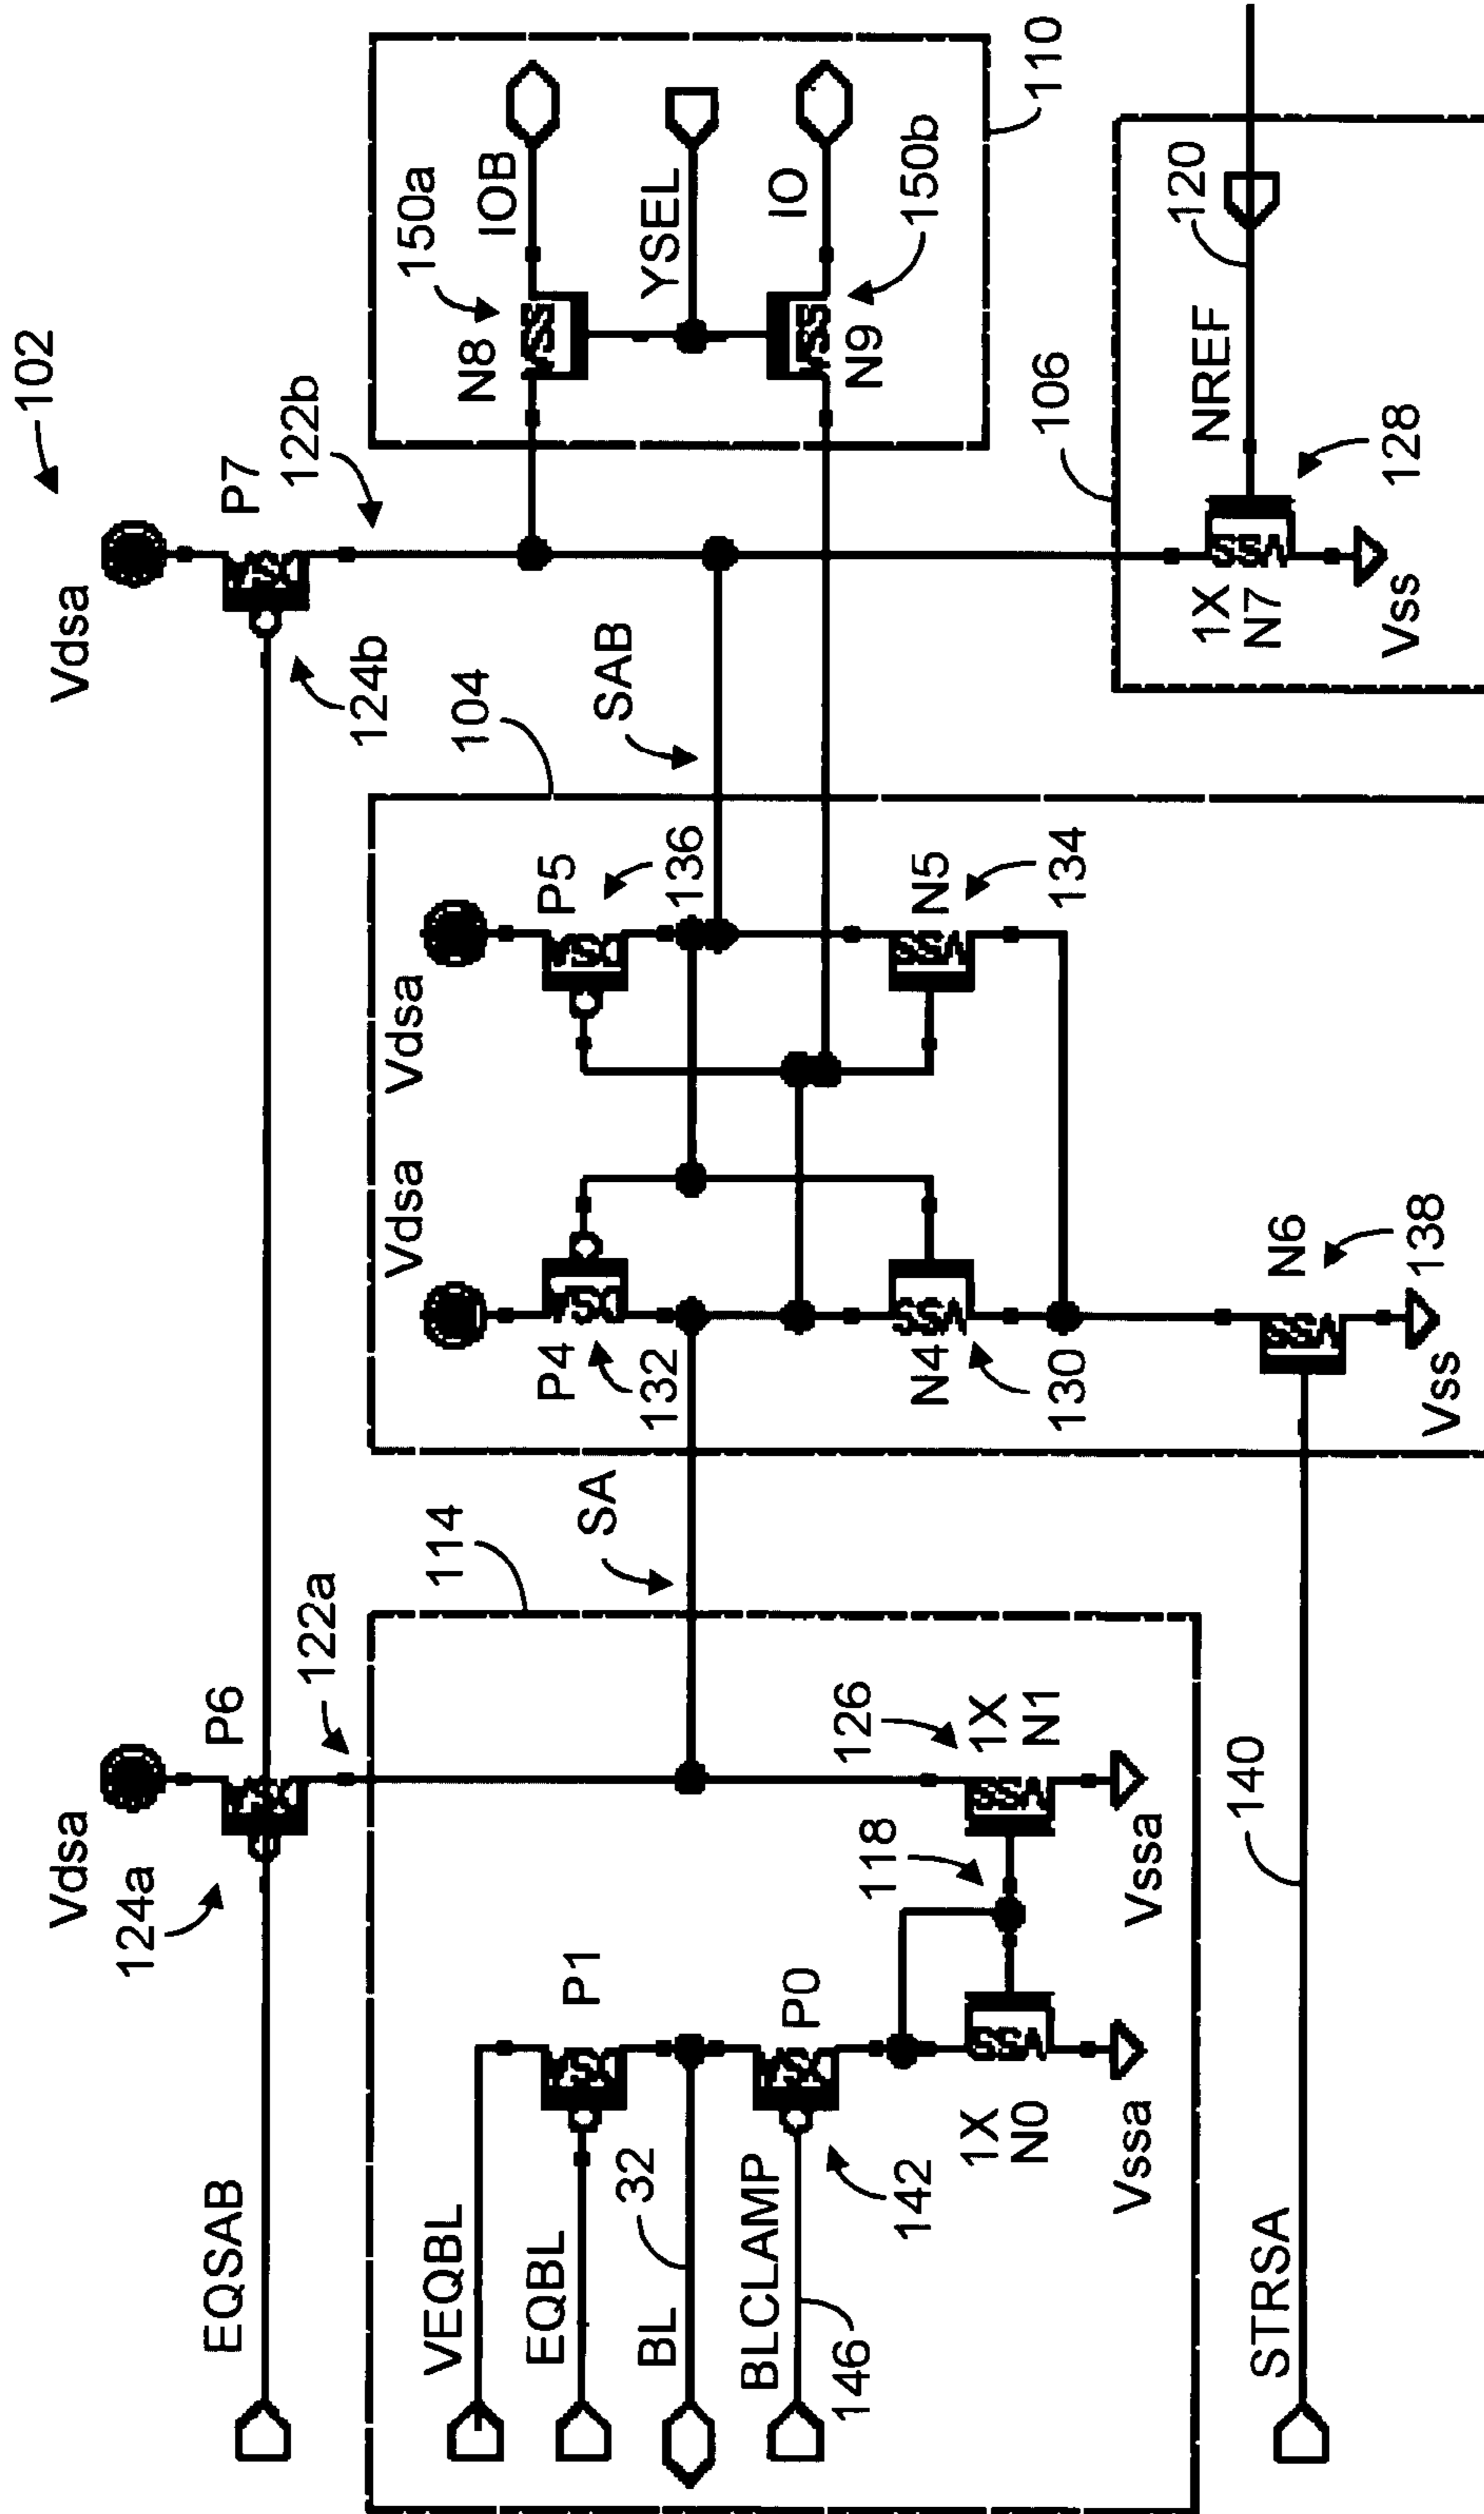 102
Vdsa
P6
124a
122a
Vdsa
P7
124b
122b
EQSAB
114
VEQBL
EQBL
P1
32
BL
BLCLAMP
146
P0
142
1X
N0
Vssa
118
126
1X
N1
Vssa
SA
104
Vdsa
Vdsa
P4
132
P5
136
N4
130
N5
134
SAB
N6
138
Vss
STRSA
140
110
150a
N8
IOB
YSEL
IO
N9
150b
106
NREF
120
1X
N7
128
Vss